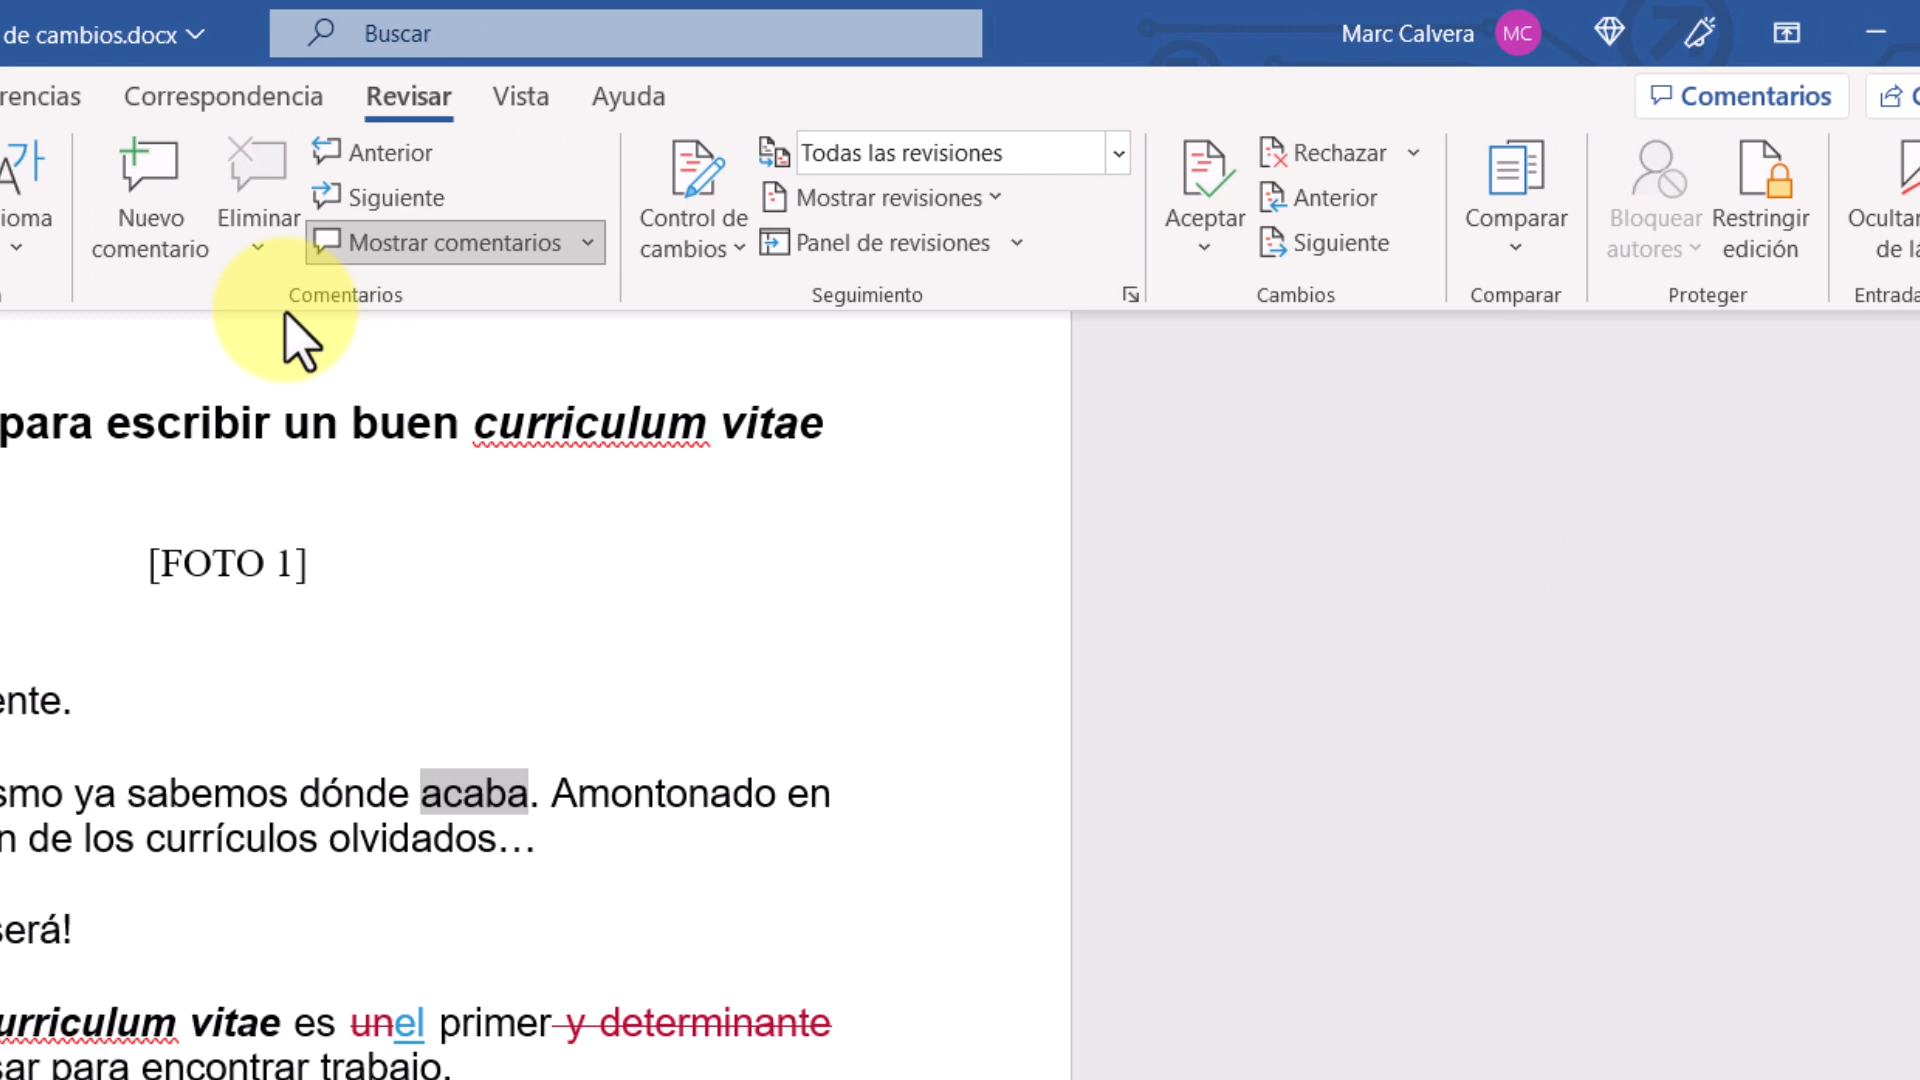 de cambios.docx
Buscar
Marc Calvera
MC
rencias
Correspondencia
Revisar
Vista
Ayuda
Comentarios
ioma
Nuevo
comentario
Eliminar
Anterior
Siguiente
Mostrar comentarios
Comentarios
Control de
cambios
Todas las revisiones
Mostrar revisiones
Panel de revisiones
Seguimiento
Aceptar
Rechazar
Anterior
Siguiente
Cambios
Comparar
Comparar
Bloquear
autores
Restringir
edición
Proteger
Ocultar
de la
Entrada
para escribir un buen curriculum vitae
[FOTO 1]
ente.
smo ya sabemos dónde acaba. Amontonado en
n de los currículos olvidados…
será!
urriculum vitae es unel primer y determinante
sar para encontrar trabajo.